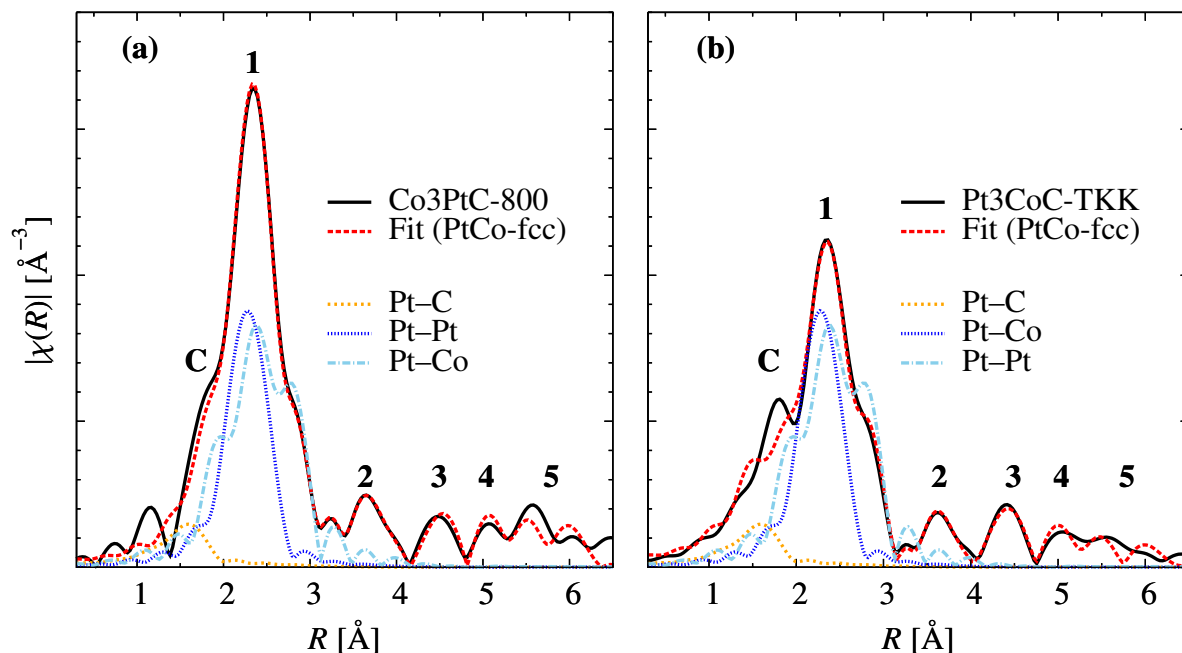 (a)
1
Co3PtC-800
Fit (PtCo-fcc)
Pt–C
Pt–Pt
Pt–Co
C
2
3
4
5
1
2
3
4
5
6
R [Å]
|χ(R)| [Å⁻³]
(b)
1
Pt3CoC-TKK
Fit (PtCo-fcc)
Pt–C
Pt–Co
Pt–Pt
C
2
3
4
5
1
2
3
4
5
6
R [Å]